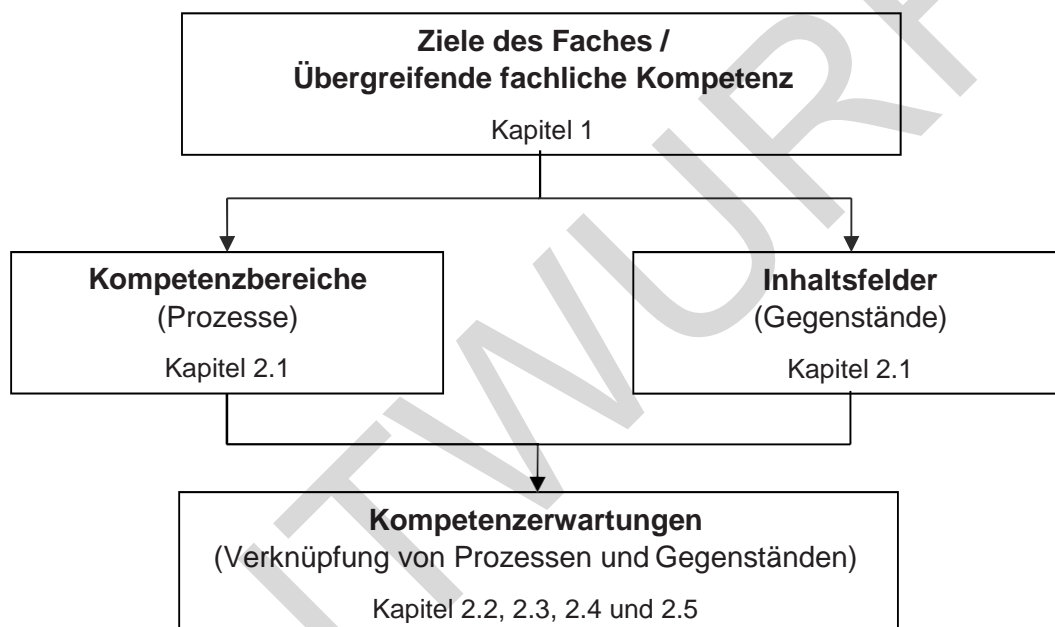 Ziele des Faches /
Übergreifende fachliche Kompetenz
Kapitel 1
Kompetenzbereiche
(Prozesse)
Kapitel 2.1
Inhaltsfelder
(Gegenstände)
Kapitel 2.1
Kompetenzerwartungen
(Verknüpfung von Prozessen und Gegenständen)
Kapitel 2.2, 2.3, 2.4 und 2.5